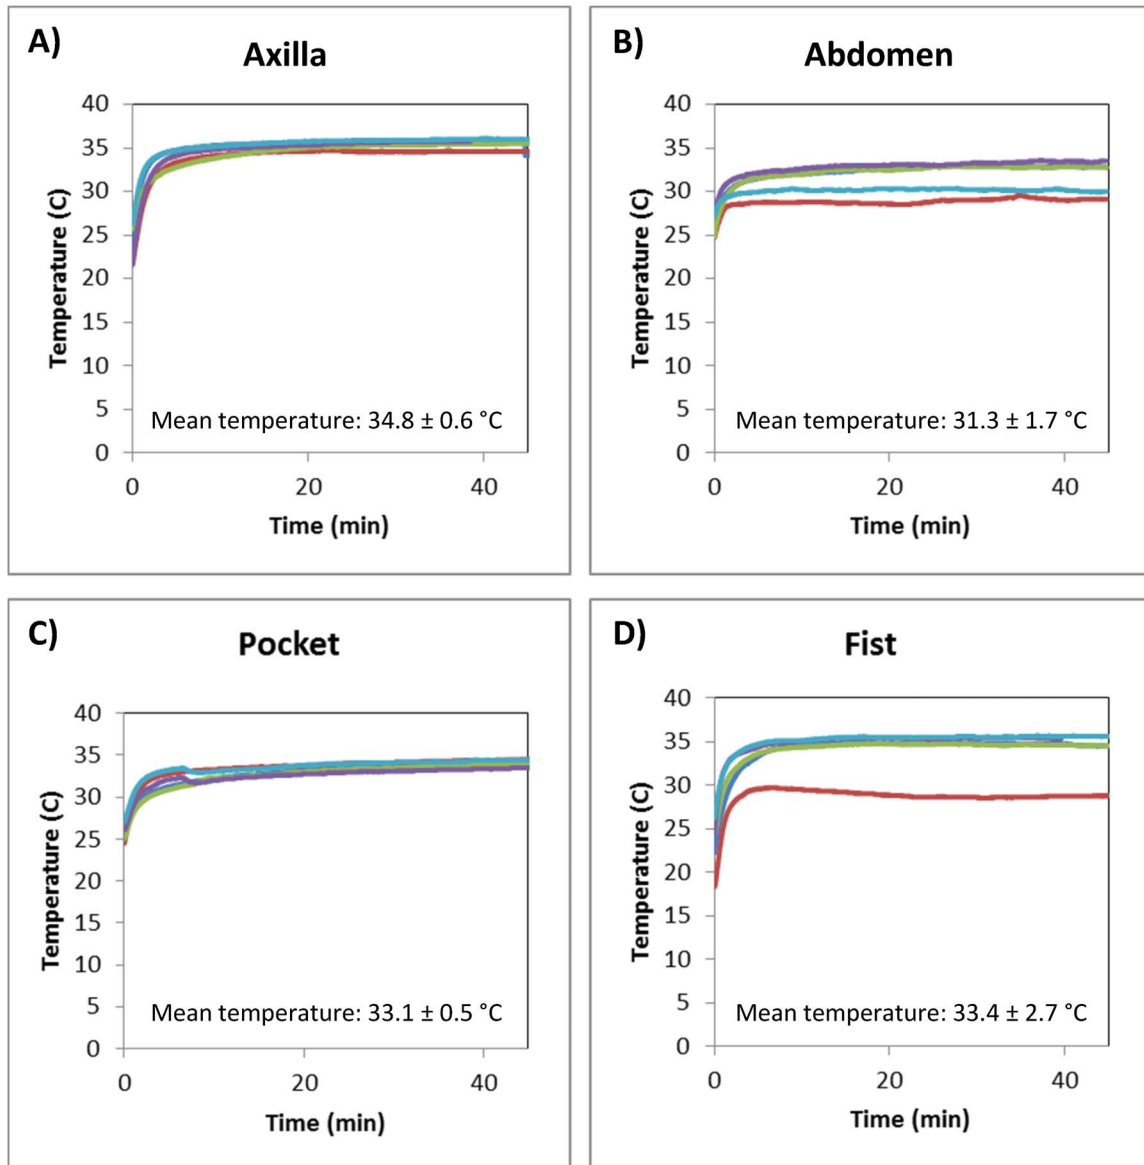 A)
Axilla
40
35
30
25
20
15
10
5
0
Temperature (C)
Mean temperature: 34.8 ± 0.6 °C
0 20 40
Time (min)
B)
Abdomen
40
35
30
25
20
15
10
5
0
Temperature (C)
Mean temperature: 31.3 ± 1.7 °C
0 20 40
Time (min)
C)
Pocket
40
35
30
25
20
15
10
5
0
Temperature (C)
Mean temperature: 33.1 ± 0.5 °C
0 20 40
Time (min)
D)
Fist
40
35
30
25
20
15
10
5
0
Temperature (C)
Mean temperature: 33.4 ± 2.7 °C
0 20 40
Time (min)